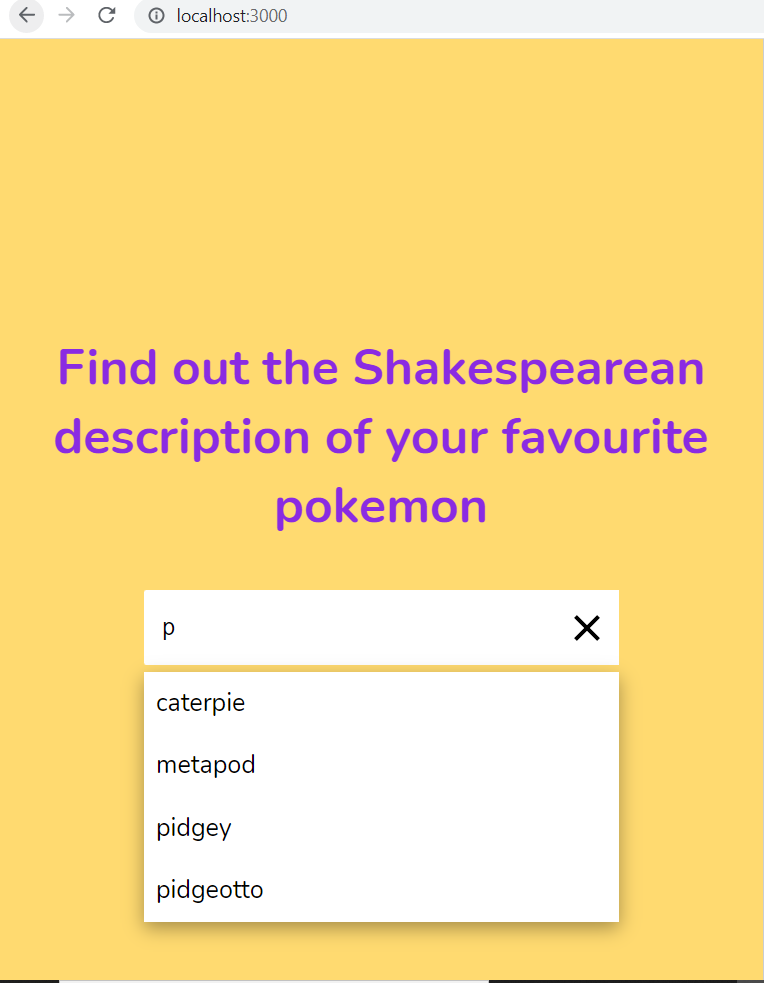 localhost:3000
Find out the Shakespearean
description of your favourite
pokemon
p
caterpie
metapod
pidgey
pidgeotto